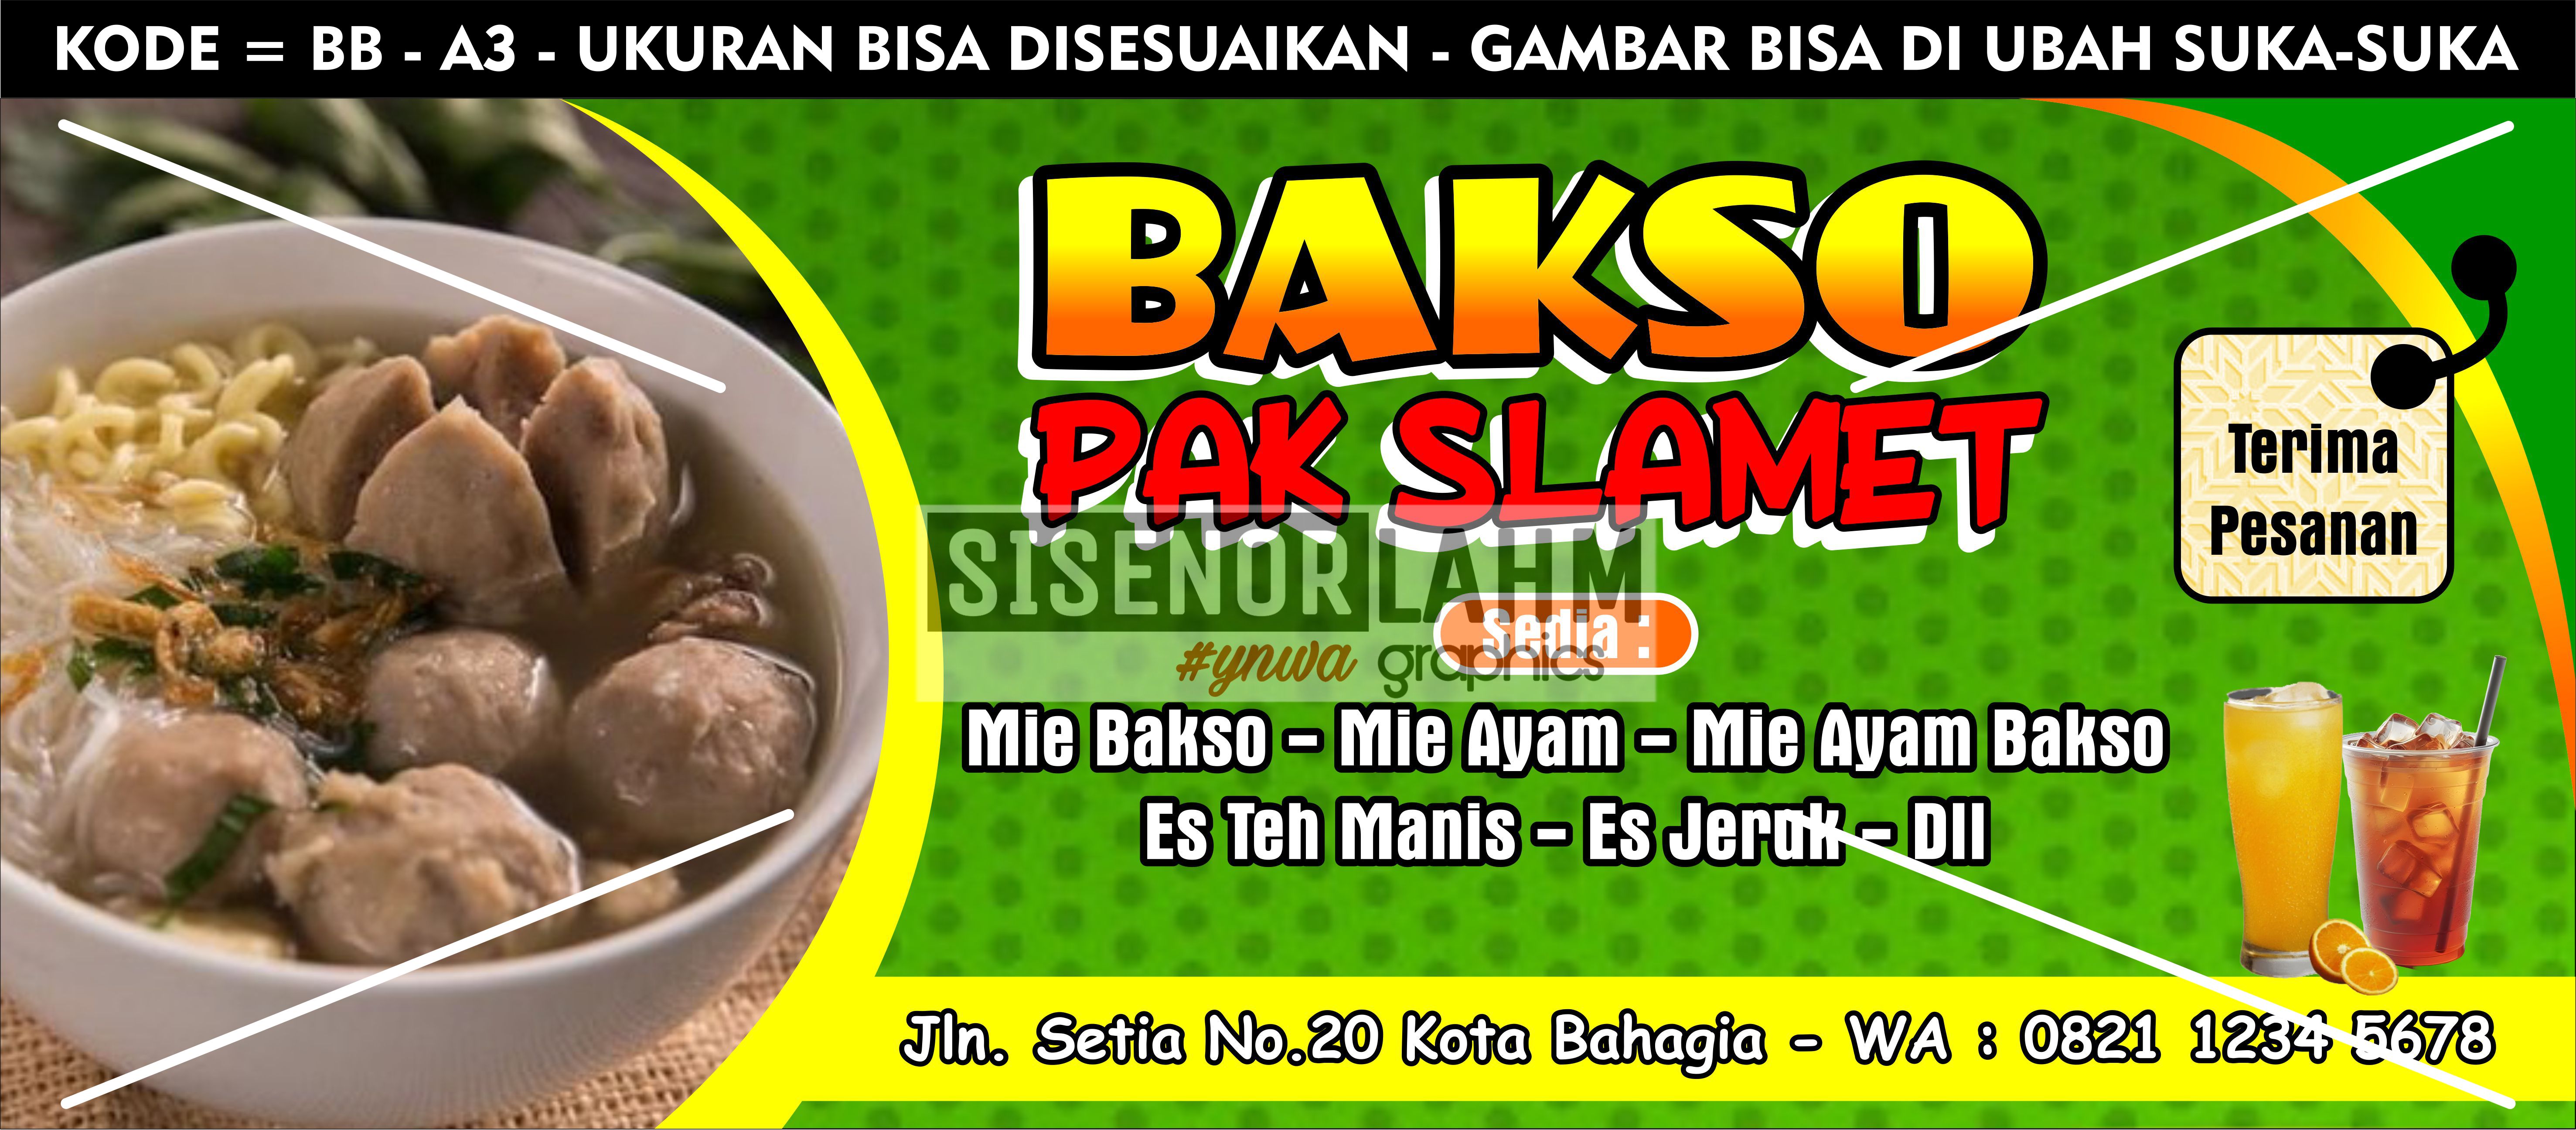 KODE = BB - A3 - UKURAN BISA DISESUAIKAN - GAMBAR BISA DI UBAH SUKA-SUKA
BAKSO
PAK SLAMET
Terima
Pesanan
SISENORLAHM
#ynwa graphics
Sedia :
Mie Bakso – Mie Ayam – Mie Ayam Bakso
Es Teh Manis – Es Jeruk – Dll
Jln. Setia No.20 Kota Bahagia – WA : 0821 1234 5678